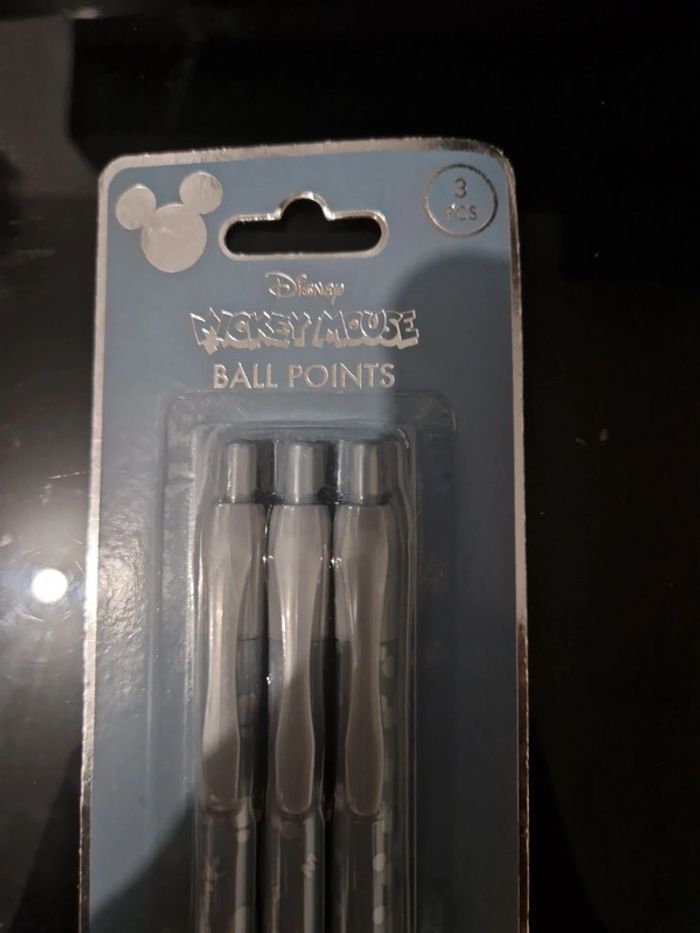 3
PCS
Disney
MICKEY MOUSE
BALL POINTS